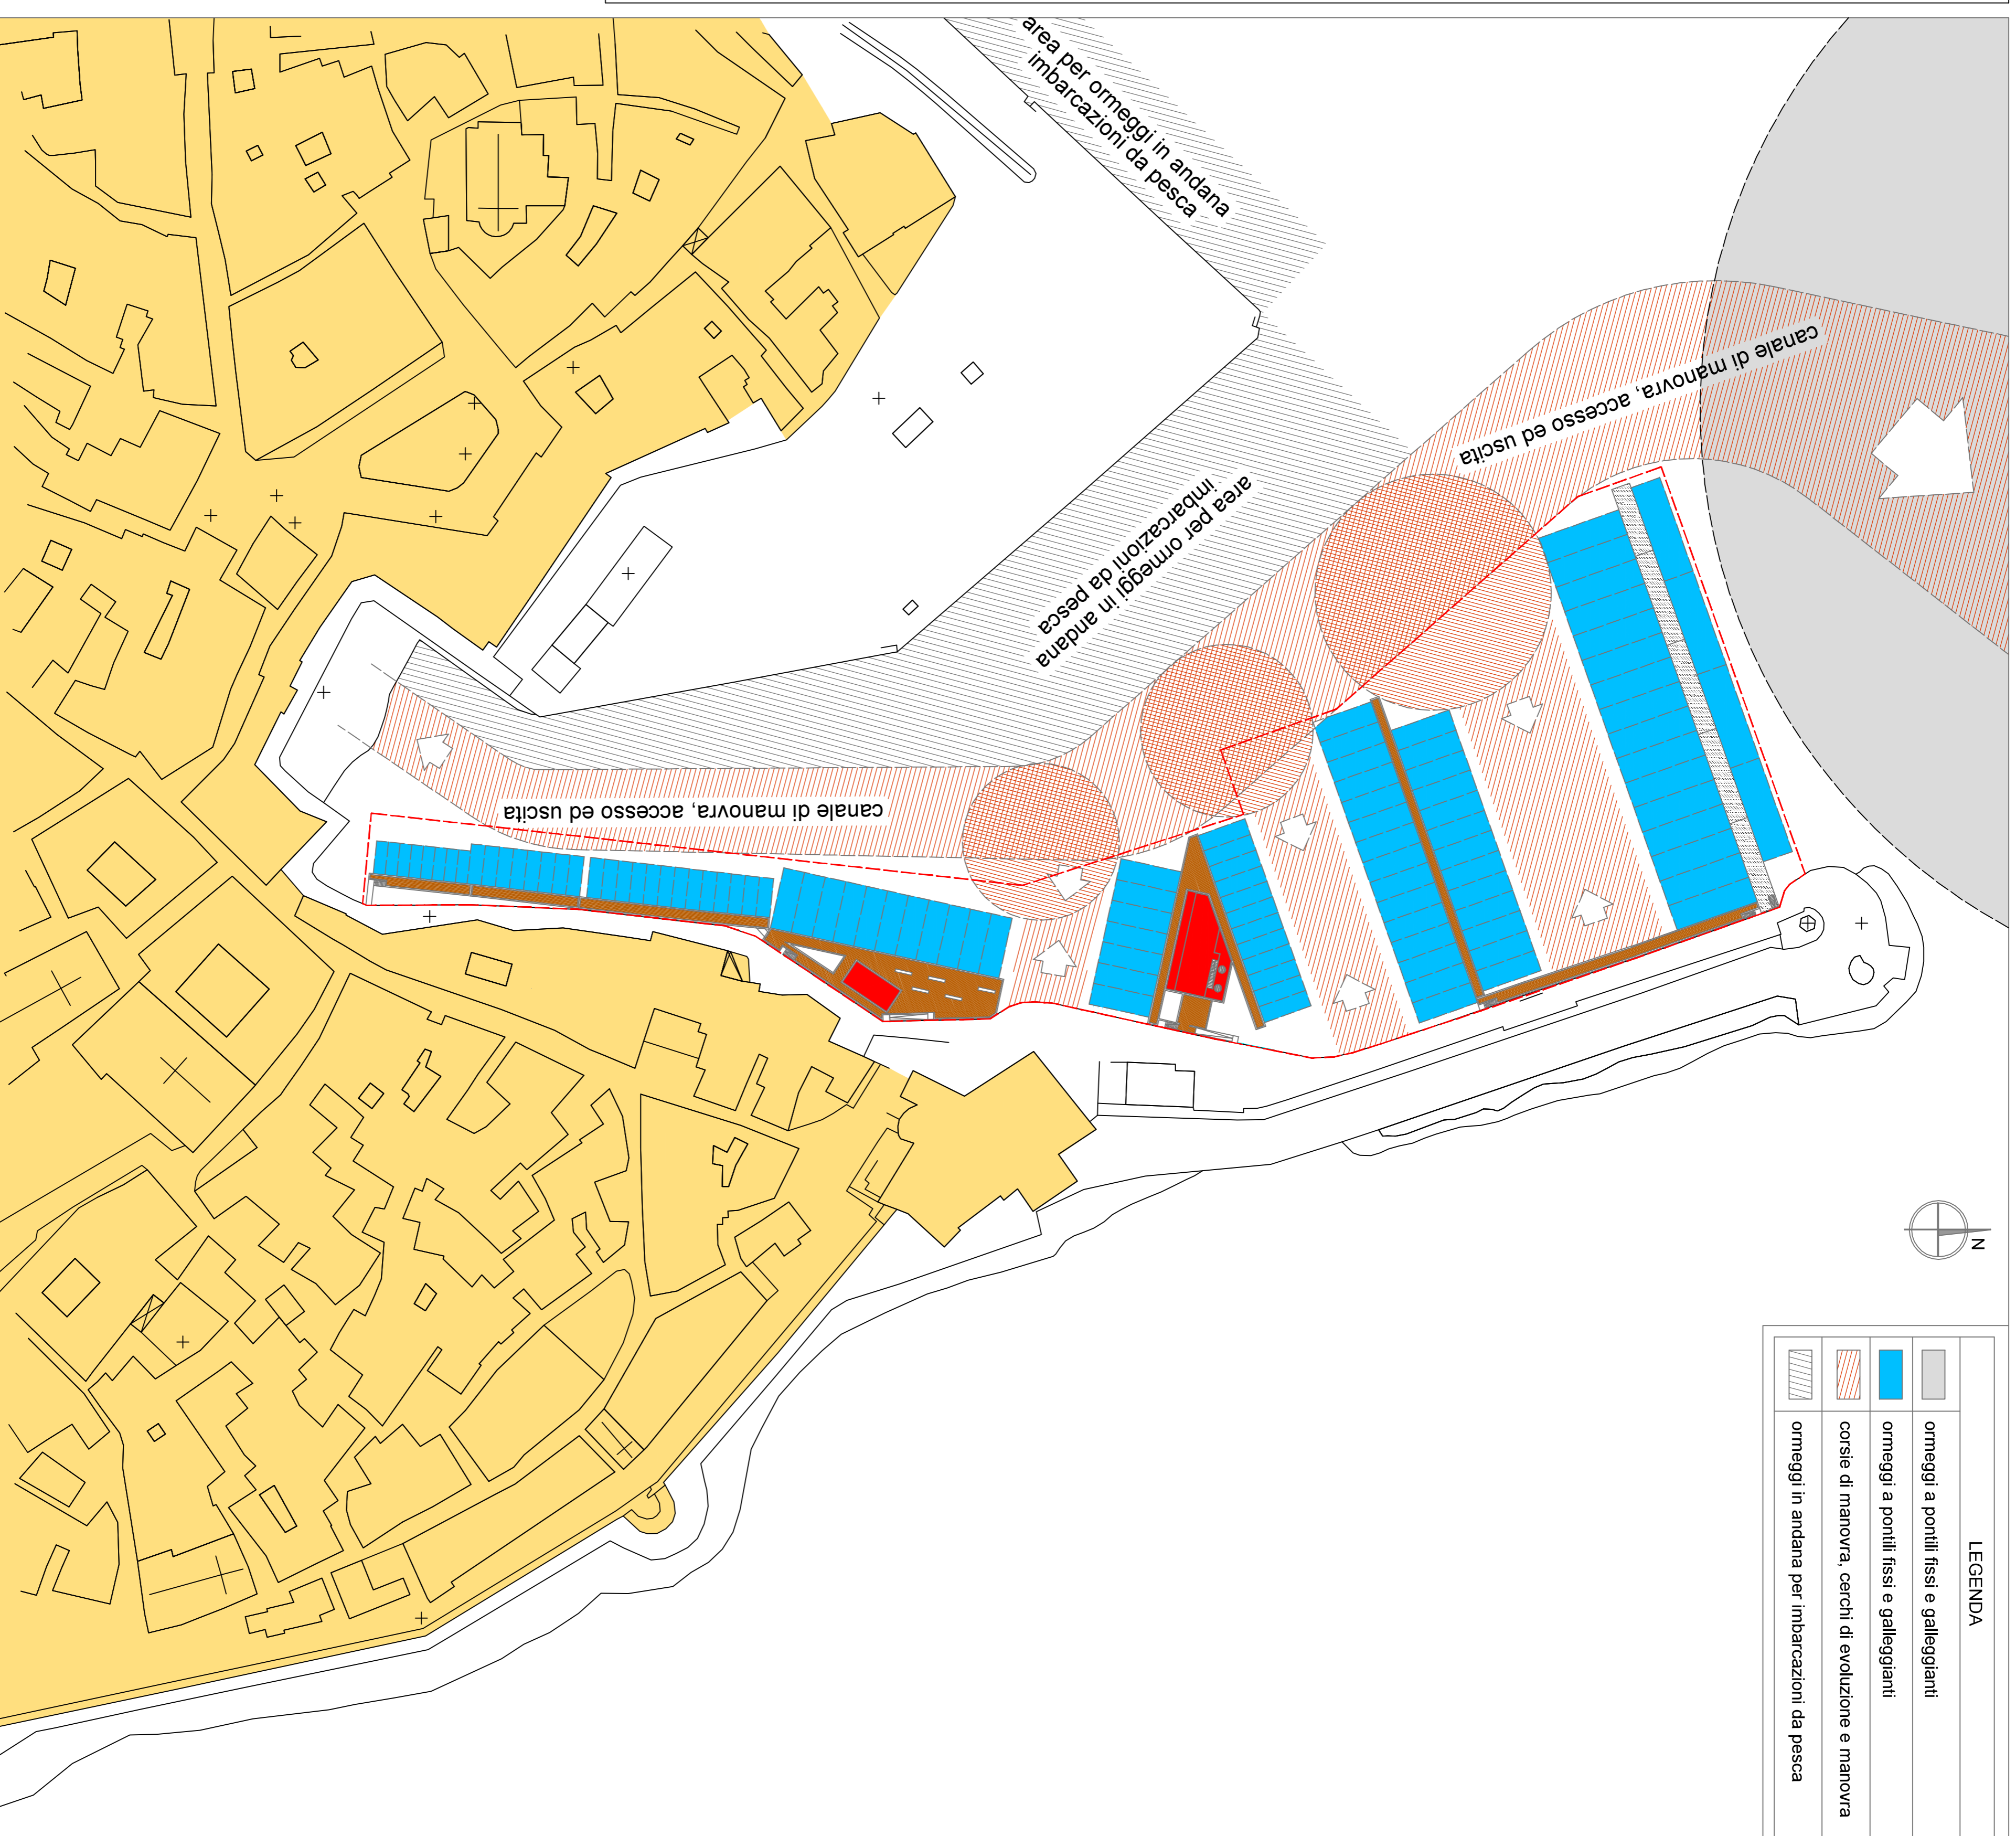 area per ormeggi in andana
imbarcazioni da pesca
canale di manovra, accesso ed uscita
area per ormeggi in andana
imbarcazioni da pesca
canale di manovra, accesso ed uscita
N
LEGENDA
ormeggi a pontili fissi e galleggianti
ormeggi a pontili fissi e galleggianti
corsie di manovra, cerchi di evoluzione e manovra
ormeggi in andana per imbarcazioni da pesca